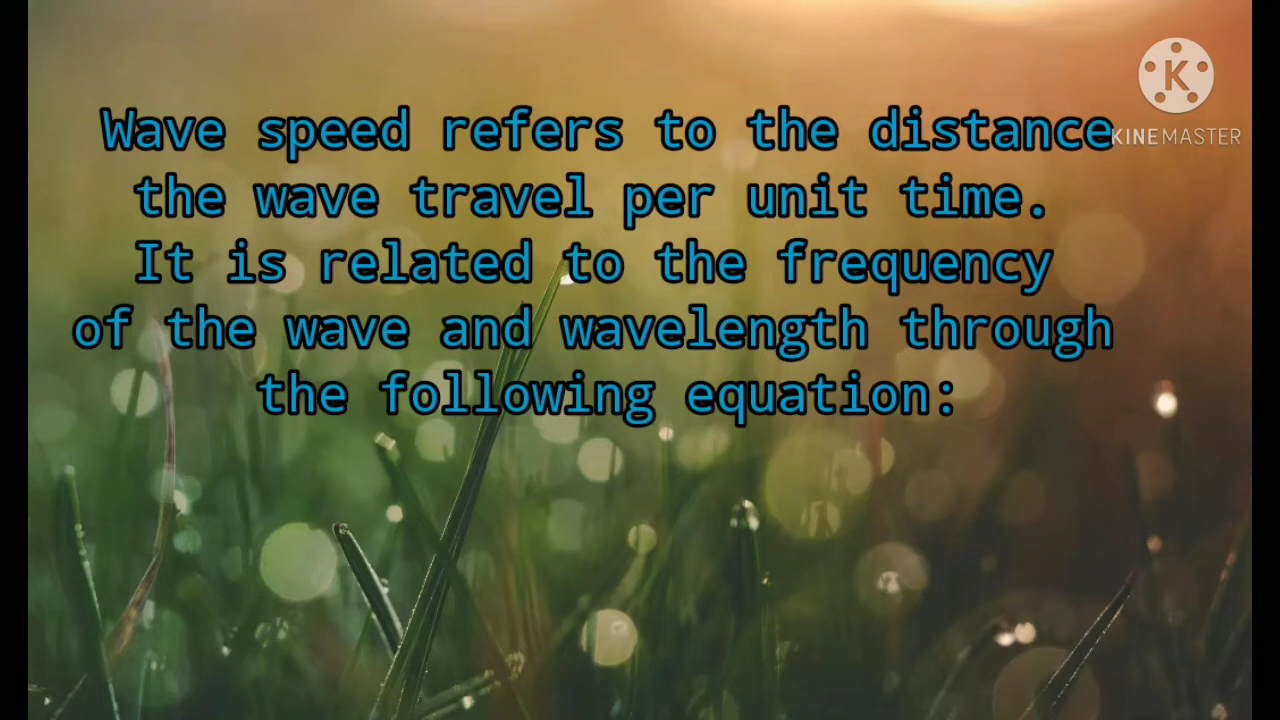 Wave speed refers to the distance
the wave travel per unit time.
It is related to the frequency
of the wave and wavelength through
the following equation:
K
KINEMASTER